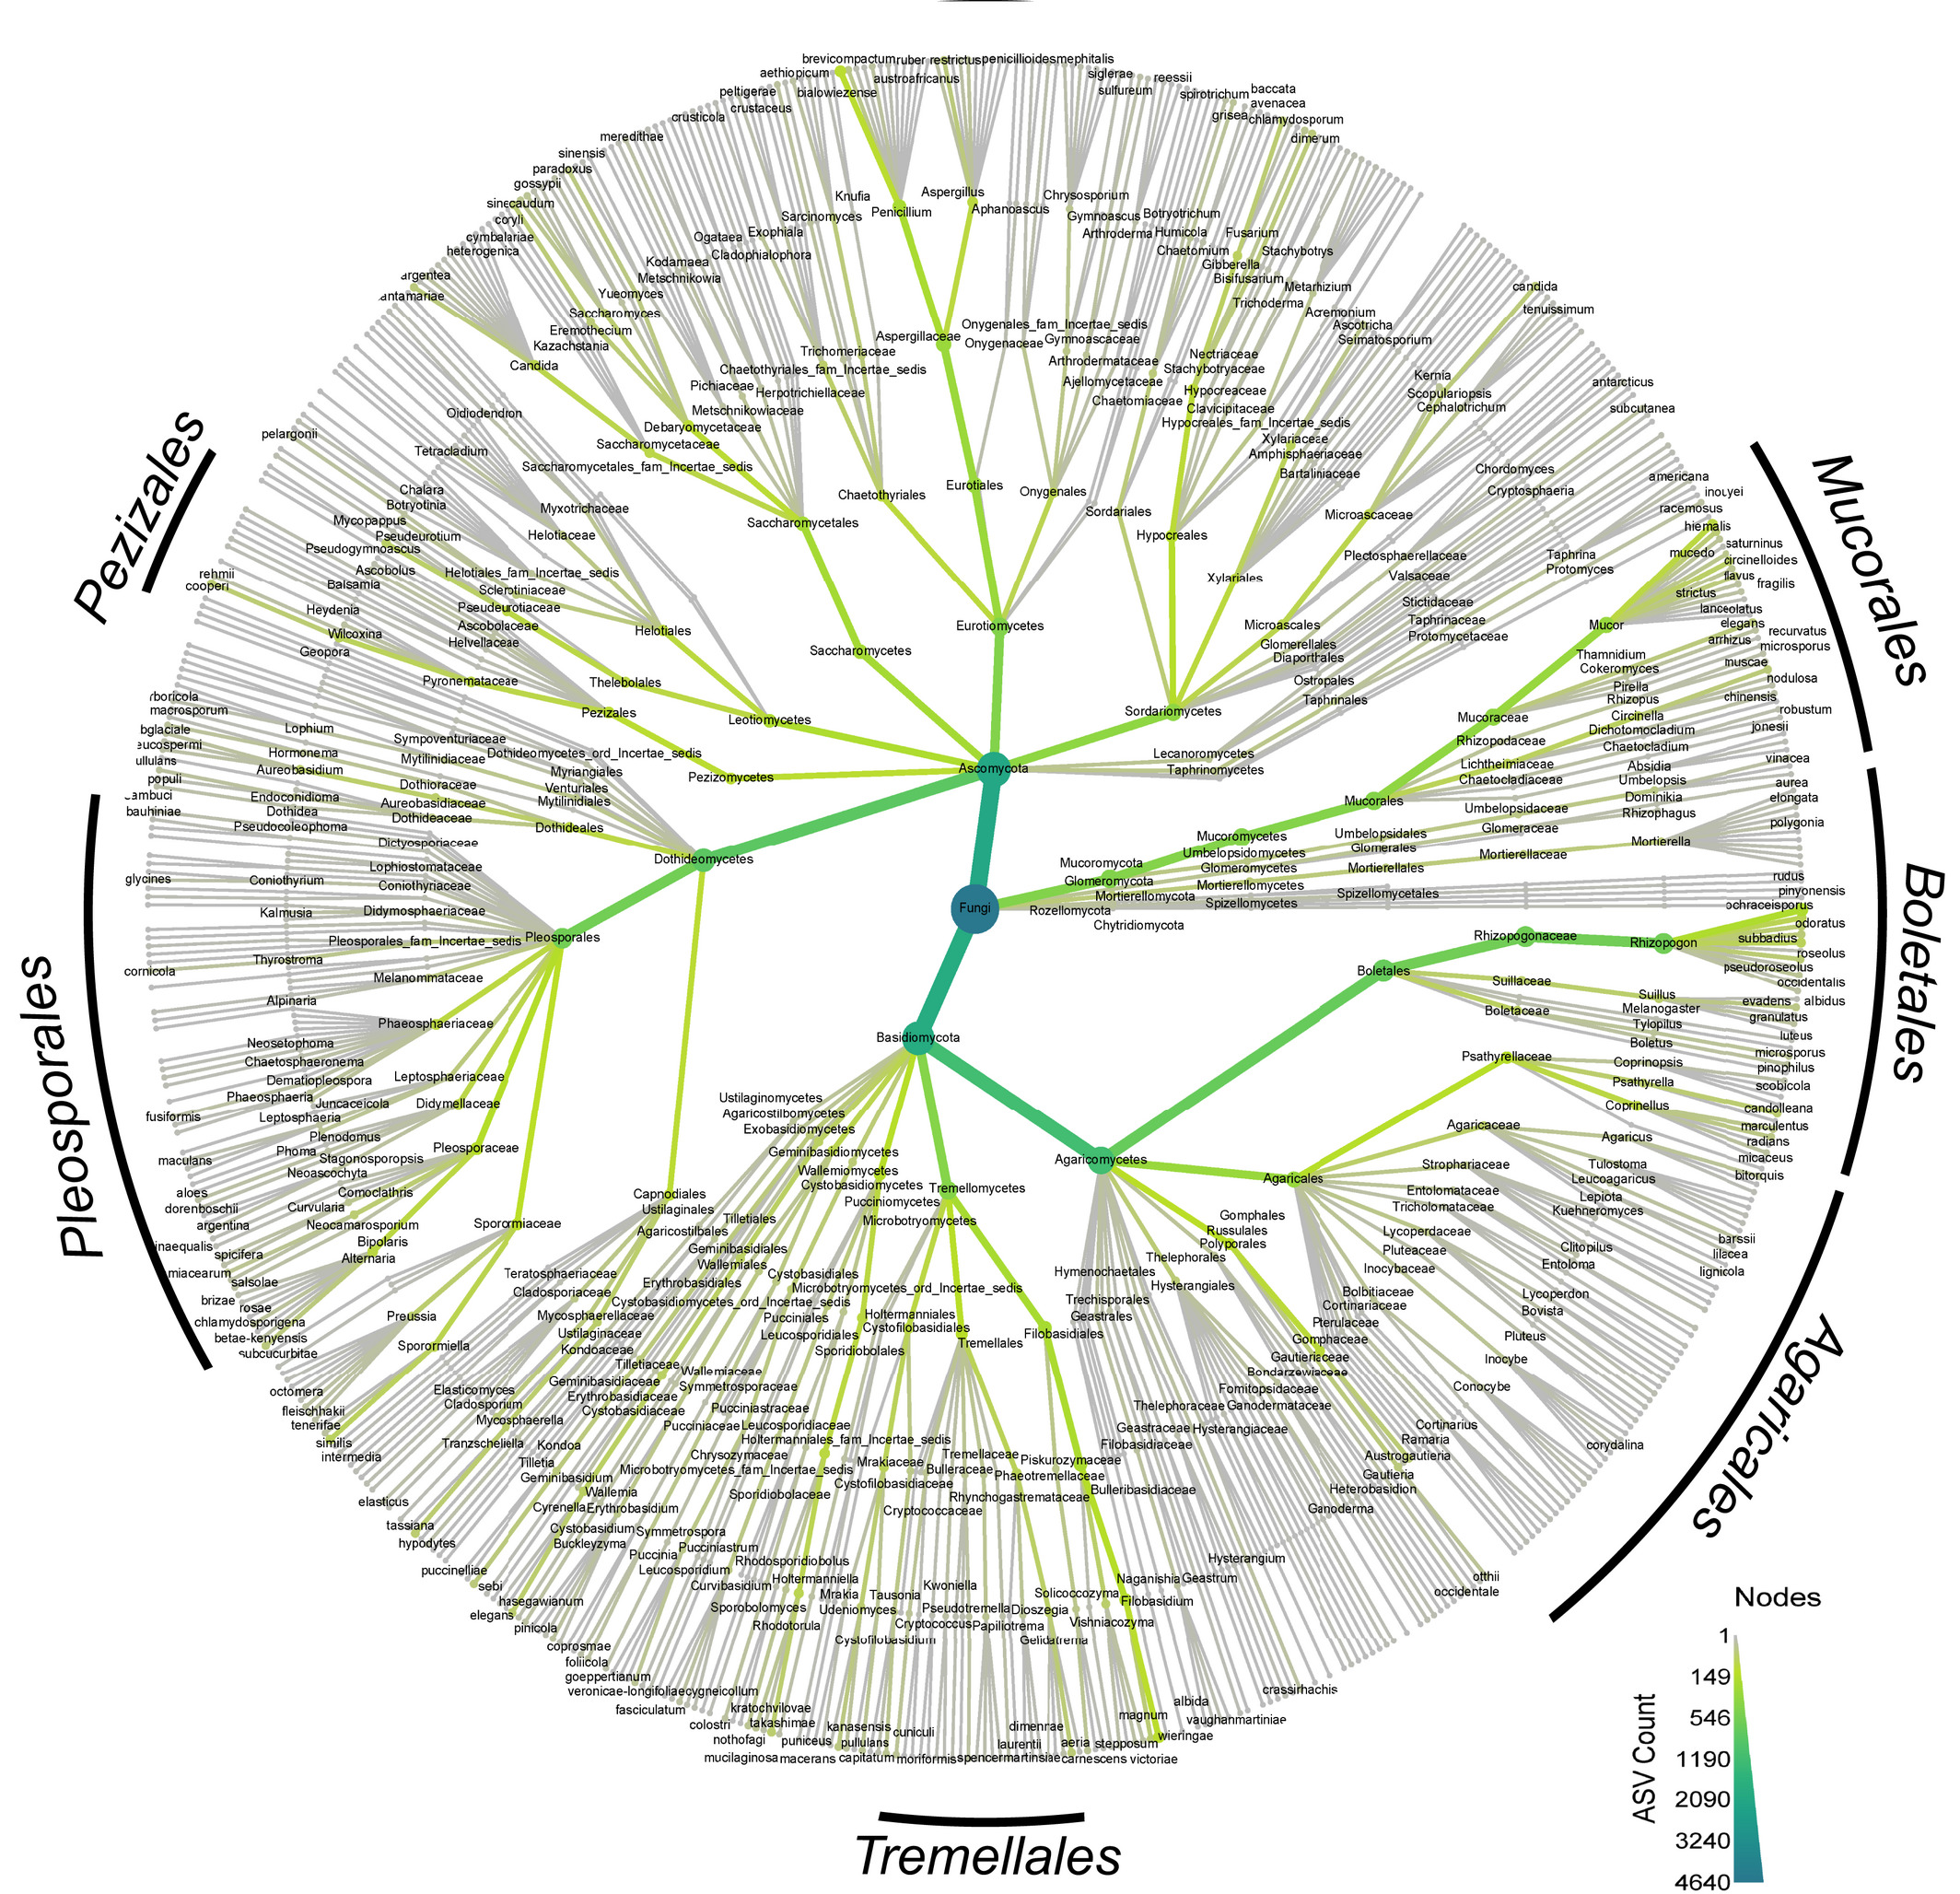 brevicompactum
ruber
restrictus
penicillioides
mephitalis
aethiopicum
austroafricanus
siglerae
reessii
peltigerae
bialowiezense
sulfureum
spirotrichum
baccata
crustaceus
avenacea
crusticola
grisea
chlamydosporum
meredithae
dimerum
sinensis
paradoxus
gossypii
Knufia
Aspergillus
Chrysosporium
sinecaudum
Sarcinomyces
Penicillium
Aphanoascus
Gymnoascus
Botryotrichum
coryli
Exophiala
Arthroderma
Humicola
Fusarium
cymbalariae
Ogataea
Chaetomium
Stachybotrys
heterogenica
Cladophialophora
Gibberella
Kodamaea
Bisifusarium
argentea
Metschnikowia
Metarhizium
candida
antamariae
Yueomyces
Trichoderma
tenuissimum
Saccharomyces
Acremonium
Eremothecium
Onygenales_fam_Incertae_sedis
Ascotricha
Kazachstania
Aspergillaceae
Onygenaceae
Gymnoascaceae
Seimatosporium
Trichomeriaceae
Nectriaceae
Candida
Chaetothyriales_fam_Incertae_sedis
Arthrodermataceae
Stachybotryaceae
Kernia
antarcticus
Pichiaceae
Herpotrichiellaceae
Ajellomycetaceae
Hypocreaceae
Scopulariopsis
Oidiodendron
Metschnikowiaceae
Chaetomiaceae
Clavicipitaceae
Cephalotrichum
subcutanea
pelargonii
Debaryomycetaceae
Hypocreales_fam_Incertae_sedis
Saccharomycetaceae
Xylariaceae
Tetracladium
Amphisphaeriaceae
Pezizales
Saccharomycetales_fam_Incertae_sedis
Bartaliniaceae
Chordomyces
americana
Mucorales
Chalara
Chaetothyriales
Eurotiales
Onygenales
Cryptosphaeria
inouyei
Botryotinia
Myxotrichaceae
Sordariales
Microascaceae
racemosus
Mycopappus
Saccharomycetales
hiemalis
Pseudeurotium
Helotiaceae
Hypocreales
saturninus
Pseudogymnoascus
Plectosphaerellaceae
Taphrina
mucedo
circinelloides
Ascobolus
Helotiales_fam_Incertae_sedis
Xylariales
Valsaceae
Protomyces
flavus
fragilis
rehmii
Balsamia
Sclerotiniaceae
strictus
cooperi
Pseudeurotiaceae
Stictidaceae
lanceolatus
Heydenia
Ascobolaceae
Eurotiomycetes
Microascales
Taphrinaceae
Mucor
elegans
Wilcoxina
Helvellaceae
Helotiales
Glomerellales
Protomycetaceae
arrhizus
recurvatus
Geopora
Saccharomycetes
Diaporthales
Thamnidium
microsporus
Pyronemataceae
Thelebolales
Ostropales
Cokeromyces
muscae
rboricola
Pirella
nodulosa
macrosporum
Pezizales
Leotiomycetes
Sordariomycetes
Taphrinales
Rhizopus
chinensis
bglaciale
Lophium
Mucoraceae
Circinella
robustum
eucospermi
Sympoventuriaceae
Rhizopodaceae
Dichotomocladium
jonesii
ullulans
Hormonema
Dothideomycetes_ord_Incertae_sedis
Lecanoromycetes
Chaetocladium
populi
Aureobasidium
Mytilinidiaceae
Myriangiales
Pezizomycetes
Ascomycota
Taphrinomycetes
Lichtheimiaceae
Absidia
vinacea
Dothioraceae
Venturiales
Chaetocladiaceae
Umbelopsis
aurea
ambuci
Endoconidioma
Aureobasidiaceae
Mytilinidiales
Mucorales
Umbelopsidaceae
Dominikia
elongata
bauhiniae
Dothidea
Dothideaceae
Dothideales
Mucoromycetes
Umbelopsidales
Glomeraceae
Rhizophagus
polygonia
Pseudocoleophoma
Umbelopsidomycetes
Glomerales
Mortierella
Dictyosporiaceae
Dothideomycetes
Mucoromycota
Glomeromycetes
Mortierellales
Mortierellaceae
Lophiostomataceae
Glomeromycota
Mortierellomycetes
rudus
glycines
Coniothyrium
Coniothyriaceae
Mortierellomycota
Spizellomycetes
Spizellomycetales
pinyonensis
Kalmusia
Didymosphaeriaceae
Fungi
Rozellomycota
Chytridiomycota
ochraceisporus
odoratus
Boletales
Pleosporales_fam_Incertae_sedis
Pleosporales
Rhizopogonaceae
Rhizopogon
subbadius
cornicola
Thyrostroma
Melanommataceae
Boletales
roseolus
pseudoroseolus
Suillaceae
occidentalis
Alpinaria
Suillus
evadens
albidus
Phaeosphaeriaceae
Boletaceae
Melanogaster
granulatus
Pleosporales
Neosetophoma
Basidiomycota
Tylopilus
luteus
Chaetosphaeronema
Boletus
microsporus
Dematiopleospora
Leptosphaeriaceae
Psathyrellaceae
Coprinopsis
pinophilus
Phaeosphaeria
Juncaceicola
Didymellaceae
Ustilaginomycetes
Psathyrella
scobicola
fusiformis
Leptosphaeria
Agaricostilbomycetes
Coprinellus
candolleana
Plenodomus
Exobasidiomycetes
Agaricaceae
Agaricus
marculentus
Phoma
Pleosporaceae
Geminibasidiomycetes
Agaricomycetes
radians
maculans
Stagonosporopsis
Wallemiomycetes
Agaricales
Strophariaceae
Tulostoma
micaceus
Neoascochyta
Cystobasidiomycetes
Tremellomycetes
Entolomataceae
Leucoagaricus
bitorquis
aloes
Comoclathris
Capnodiales
Pucciniomycetes
Tricholomataceae
Lepiota
dorenboschii
Curvularia
Ustilaginales
Microbotryomycetes
Gomphales
Kuehneromyces
argentina
Neocamarosporium
Sporormiaceae
Tilletiales
Russulales
Lycoperdaceae
barssii
inaequalis
spicifera
Bipolaris
Agaricostilbales
Polyporales
Pluteaceae
Clitopilus
lilacea
miacearum
Alternaria
Geminibasidiales
Thelephorales
Inocybaceae
Entoloma
lignicola
salsolae
Teratosphaeriaceae
Wallemiales
Cystobasidiales
Hymenochaetales
Hysterangiales
Bolbitiaceae
Lycoperdon
brizae
rosae
Cladosporiaceae
Erythrobasidiales
Microbotryomycetes_ord_Incertae_sedis
Trechisporales
Cortinariaceae
Bovista
Agaricales
chlamydosporigena
Preussia
Mycosphaerellaceae
Cystobasidiomycetes_ord_Incertae_sedis
Holtermanniales
Geastrales
Pterulaceae
Pluteus
betae-kenyensis
Sporormiella
Ustilaginaceae
Pucciniales
Cystofilobasidiales
Filobasidiales
Gomphaceae
Inocybe
subcucurbitae
Kondoaceae
Leucosporidiales
Tremellales
Gautieriaceae
Conocybe
Tilletiaceae
Sporidiobolales
Bondarzewiaceae
octomera
Elasticomyces
Geminibasidiaceae
Wallemiaceae
Fomitopsidaceae
fleischhakii
Cladosporium
Erythrobasidiaceae
Symmetrosporaceae
Thelephoraceae
Ganodermataceae
tenerifae
Mycosphaerella
Cystobasidiaceae
Pucciniastraceae
Geastraceae
Hysterangiaceae
Cortinarius
similis
Tranzscheliella
Kondoa
Pucciniaceae
Leucosporidiaceae
Filobasidiaceae
Ramaria
corydalina
intermedia
Tilletia
Chrysozymaceae
Holtermanniales_fam_Incertae_sedis
Tremellaceae
Piskurozymaceae
Austrogautieria
Geminibasidium
Microbotryomycetes_fam_Incertae_sedis
Mrakiaceae
Bulleraceae
Phaeotremellaceae
Gautieria
elasticus
Wallemia
Sporidiobolaceae
Cystofilobasidiaceae
Rhynchogastremataceae
Bulleribasidiaceae
Heterobasidion
Cyrenella
Erythrobasidium
Cryptococcaceae
Ganoderma
tassiana
Cystobasidium
Symmetrospora
hypodytes
Buckleyzyma
Pucciniastrum
Puccinia
Rhodosporidiobolus
Hysterangium
puccinelliae
Leucosporidium
Holtermanniella
Kwoniella
Naganishia
Geastrum
otthii
sebi
Curvibasidium
Mrakia
Tausonia
Solicoccozyma
Filobasidium
occidentale
hasegawianum
Sporobolomyces
Udeniomyces
Pseudotremella
Dioszegia
Vishniacozyma
Nodes
elegans
Rhodotorula
Cryptococcus
Papiliotrema
pinicola
Cystofilobasidium
Gelidatrema
1
coprosmae
foliicola
149
goeppertianum
veronicae-longifoliae
cygneicollum
crassirhachis
fasciculatum
kratochvilovae
albida
546
colostri
takashimae
kanasensis
cuniculi
dimennae
magnum
vaughanmartiniae
nothofagi
puniceus
pullulans
laurentii
aeria
stepposum
wieringae
1190
mucilaginosa
macerans
capitatum
moriformis
spencermartinsiae
carnescens
victoriae
ASV Count
2090
3240
Tremellales
4640